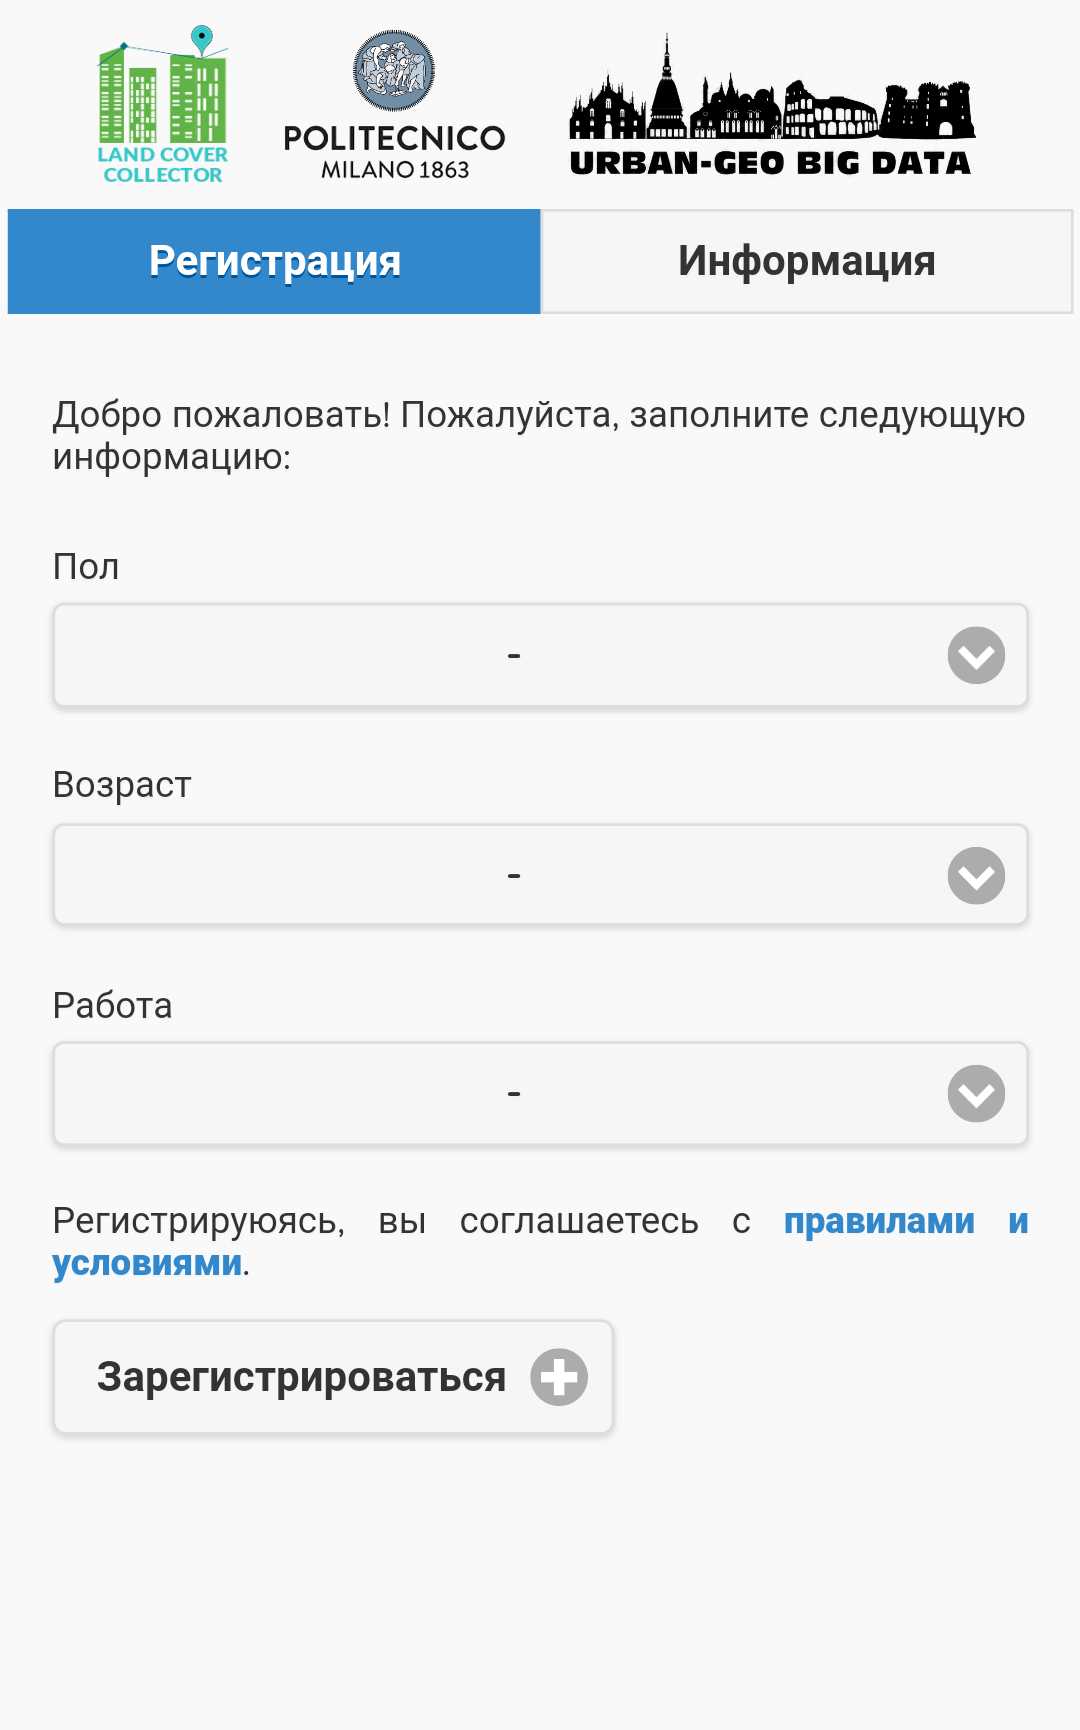 LAND COVER
COLLECTOR
POLITECNICO
MILANO 1863
URBAN-GEO BIG DATA
Регистрация
Информация
Добро пожаловать! Пожалуйста, заполните следующую
информацию:
Пол
-
Возраст
-
Работа
-
Регистрируюясь, вы соглашаетесь с правилами и
условиями.
Зарегистрироваться